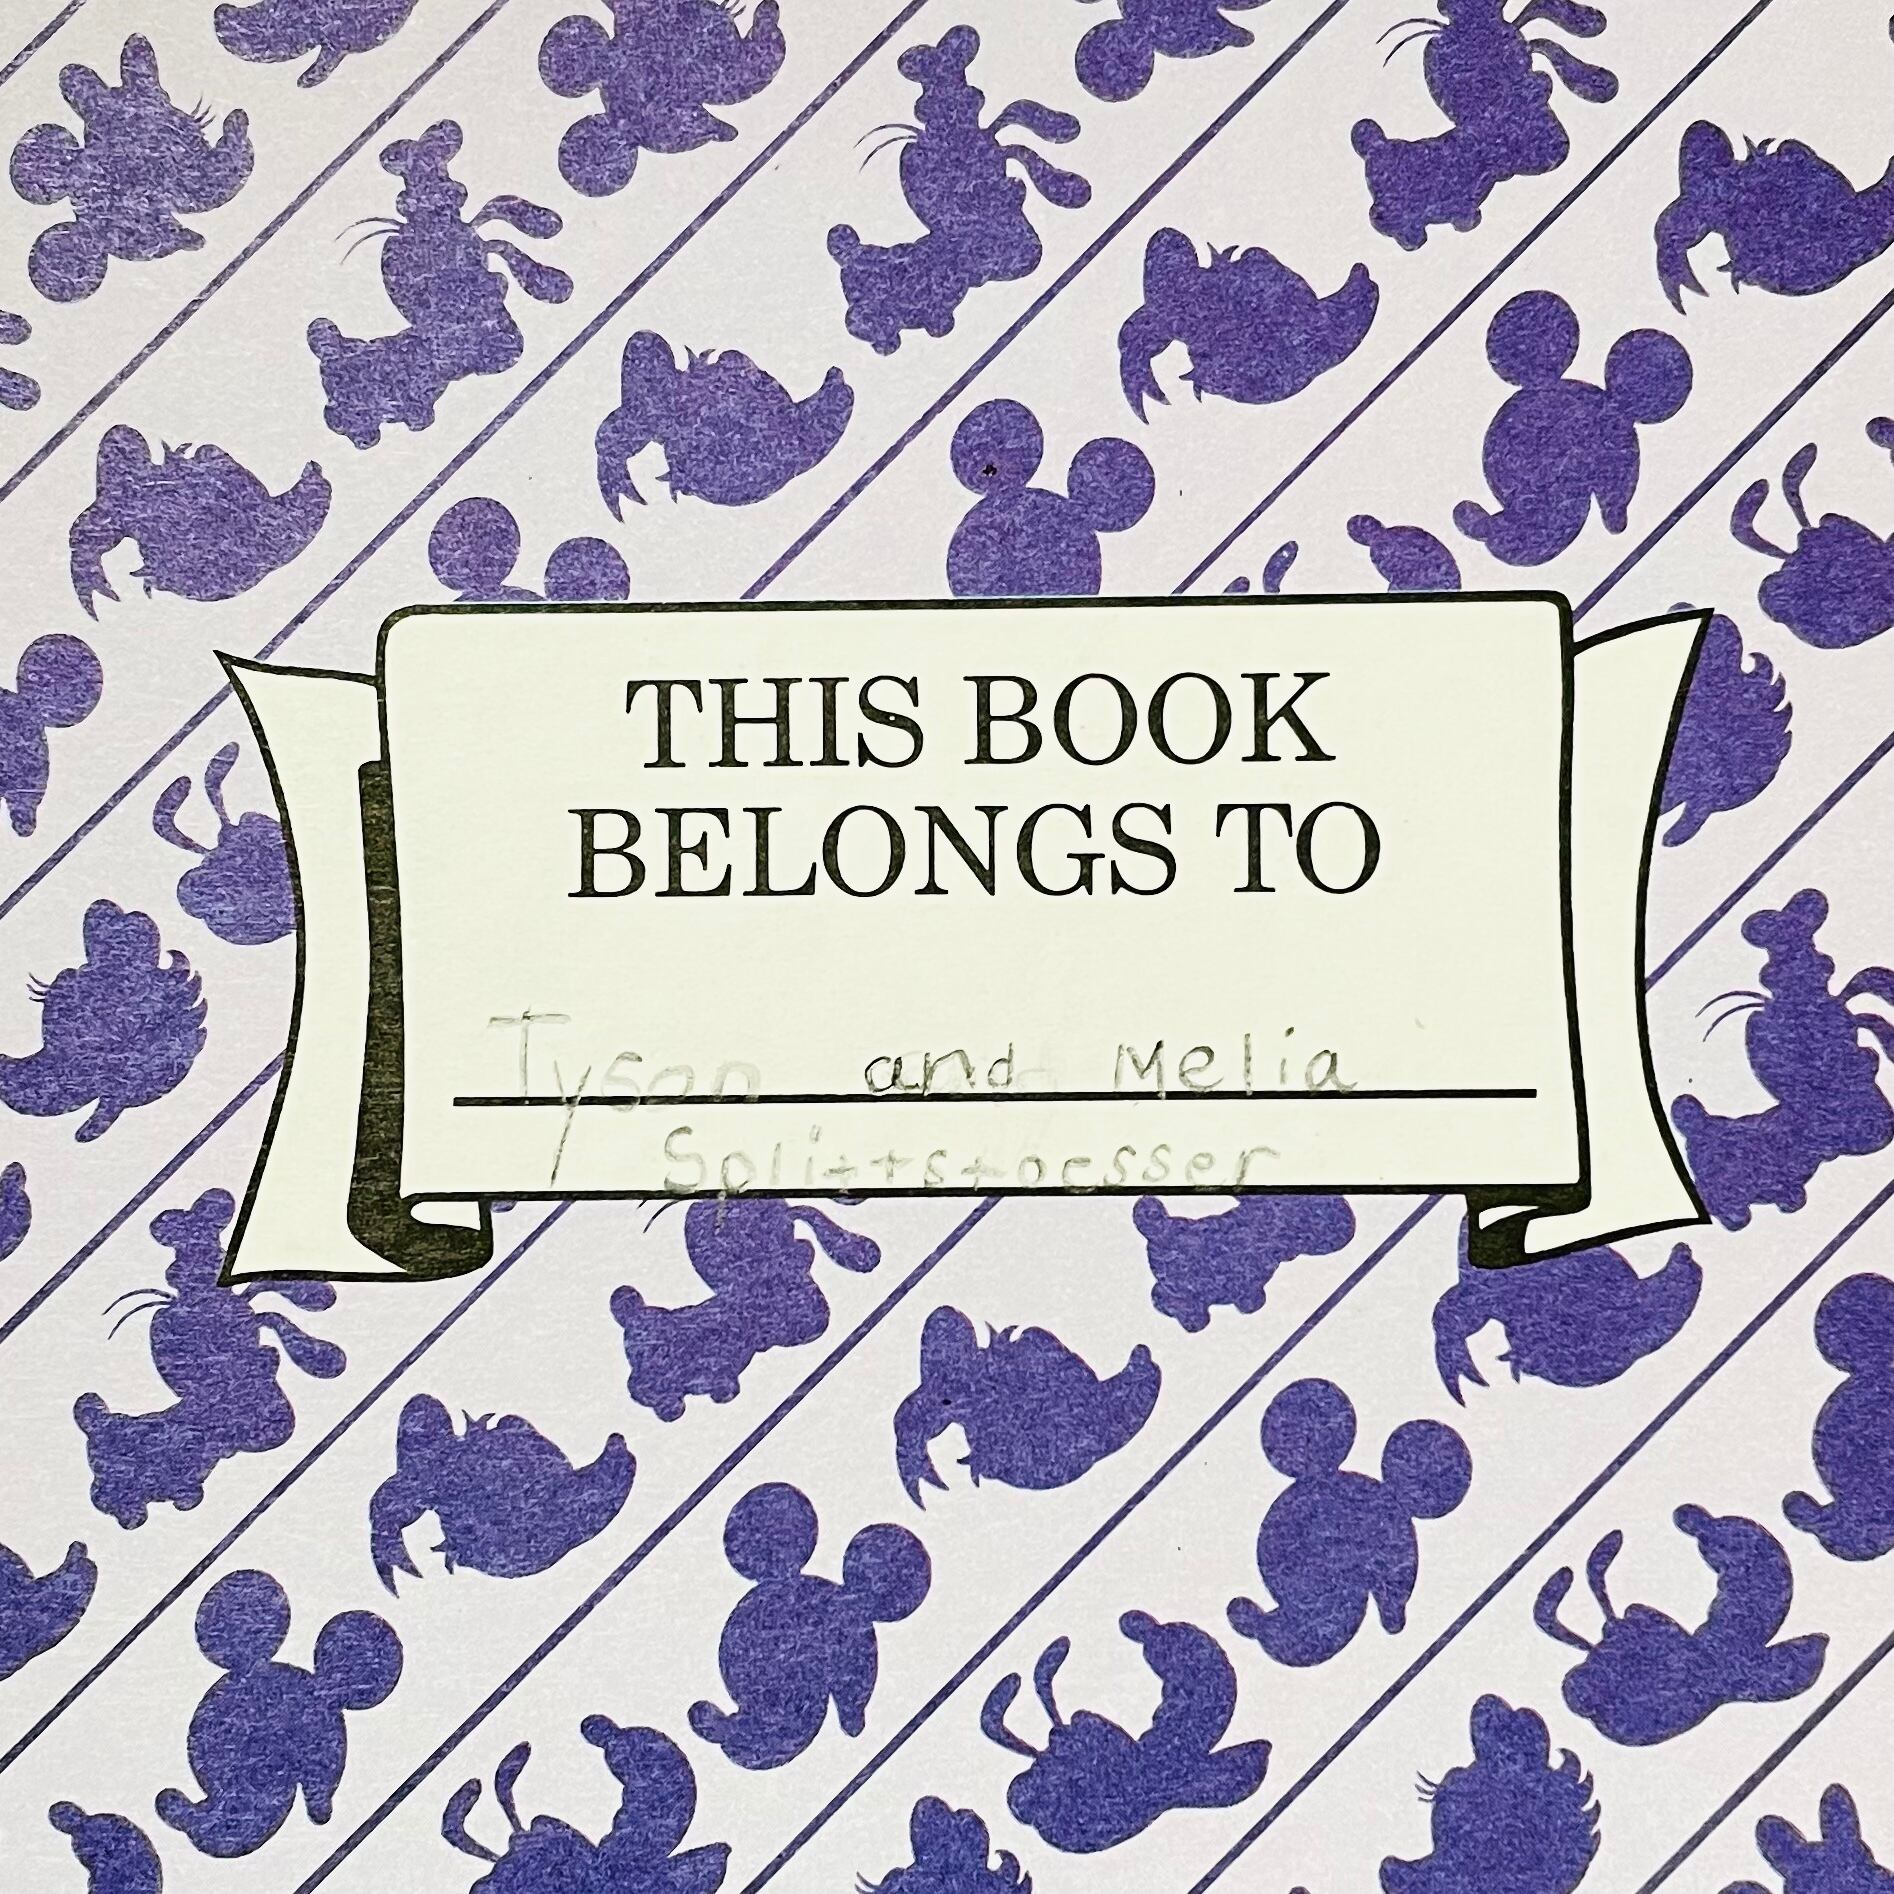 THIS BOOK
BELONGS TO
Tyson and Melia
Splittstoesser